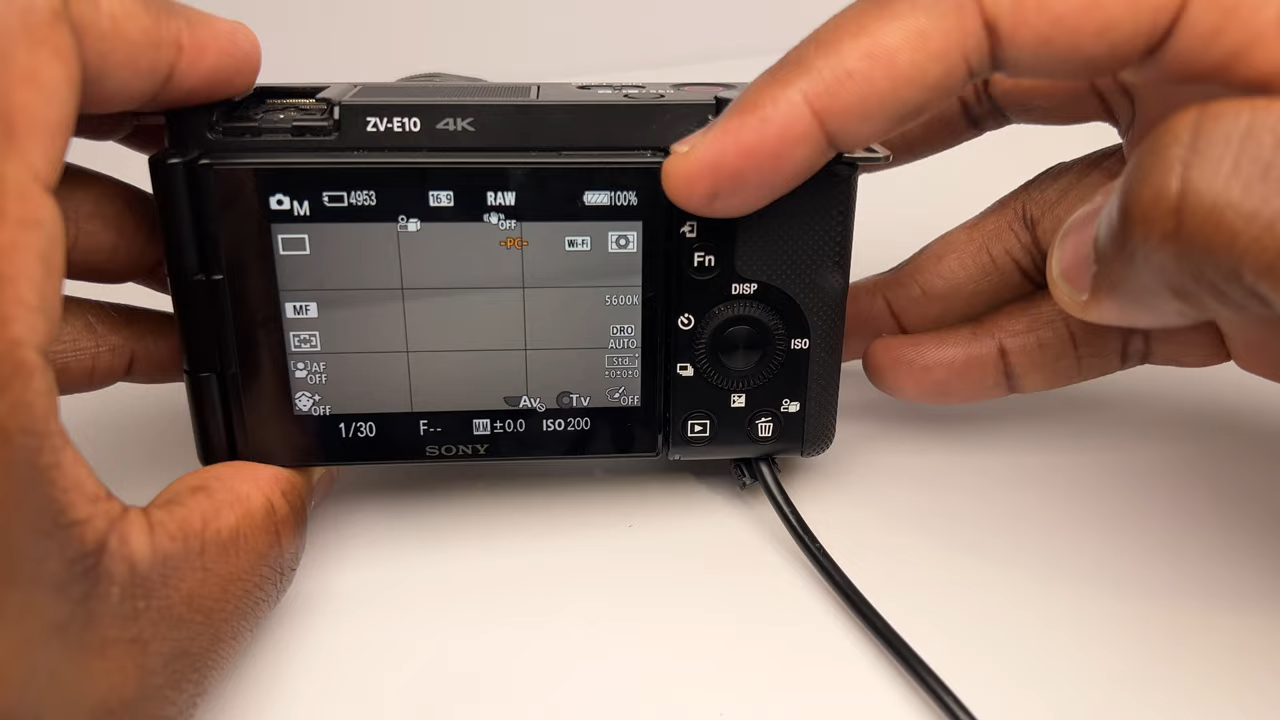 ZV-E10 4K
M 4953 16:9 RAW 100%
OFF
-PC- Wi-Fi
MF 5600K
DRO
AUTO
AF
OFF
Std.
±0±0±0
OFF
Av Tv OFF
1/30 F-- M.M. ±0.0 ISO 200
SONY
Fn
DISP
ISO